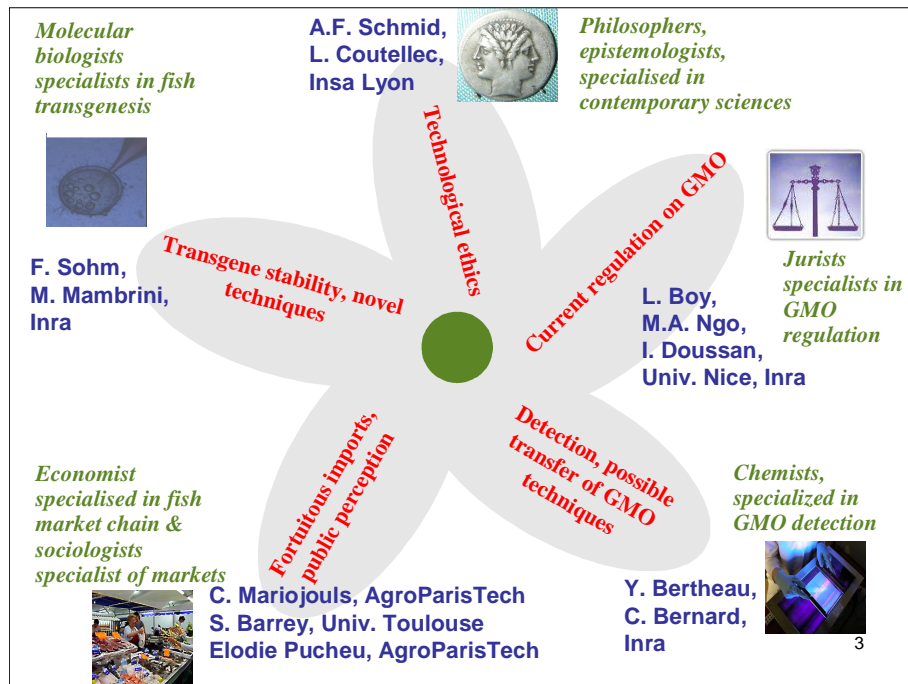 Molecular
biologists
specialists in fish
transgenesis
A.F. Schmid,
L. Coutellec,
Insa Lyon
Philosophers,
epistemologists,
specialised in
contemporary sciences
Technological ethics
Current regulation on GMO
Transgene stability, novel
techniques
F. Sohm,
M. Mambrini,
Inra
Jurists
specialists in
GMO
regulation
L. Boy,
M.A. Ngo,
I. Doussan,
Univ. Nice, Inra
Fortuitous imports,
public perception
Detection, possible
transfer of GMO
techniques
Economist
specialised in fish
market chain &
sociologists
specialist of markets
Chemists,
specialized in
GMO detection
C. Mariojouls, AgroParisTech
S. Barrey, Univ. Toulouse
Elodie Pucheu, AgroParisTech
Y. Bertheau,
C. Bernard,
Inra
3